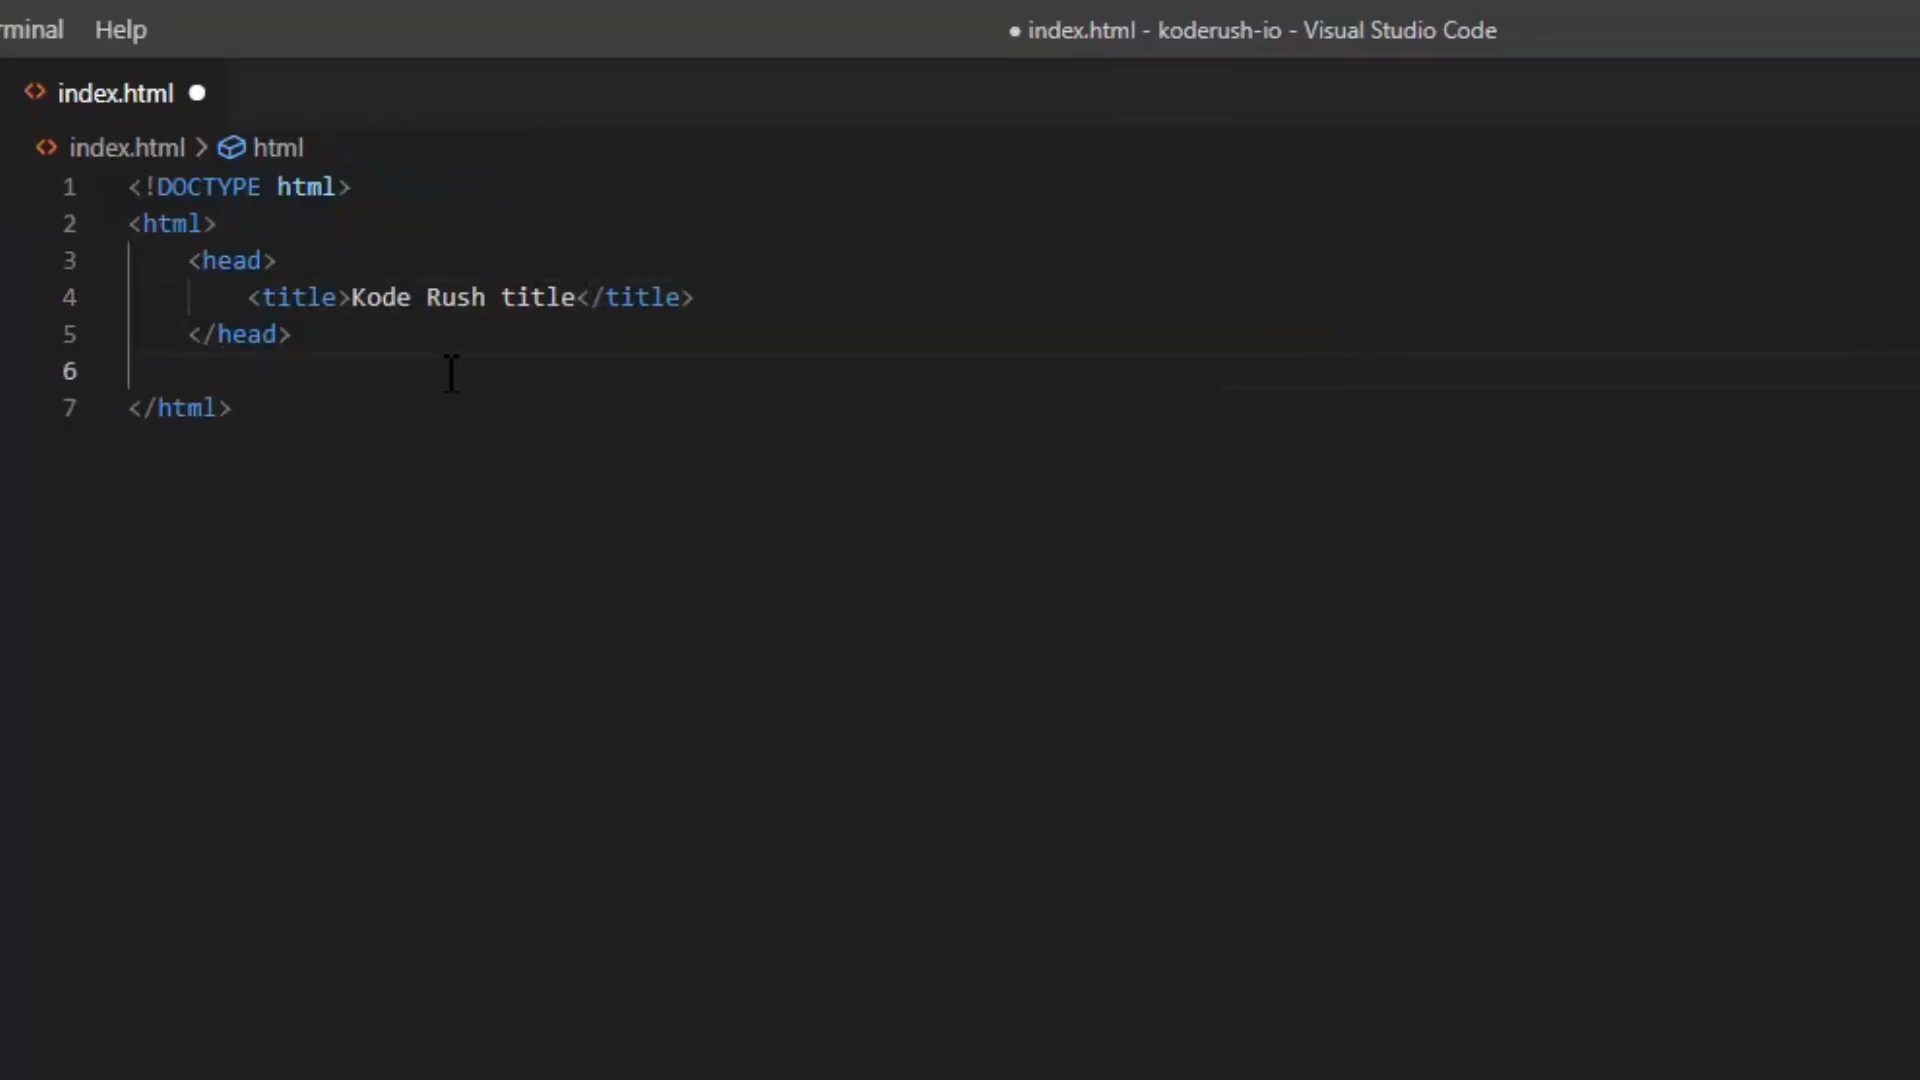 rminal Help
● index.html - koderush-io - Visual Studio Code
<> index.html ●
<> index.html > html
1 <!DOCTYPE html>
2 <html>
3 <head>
4 <title>Kode Rush title</title>
5 </head>
6
7 </html>